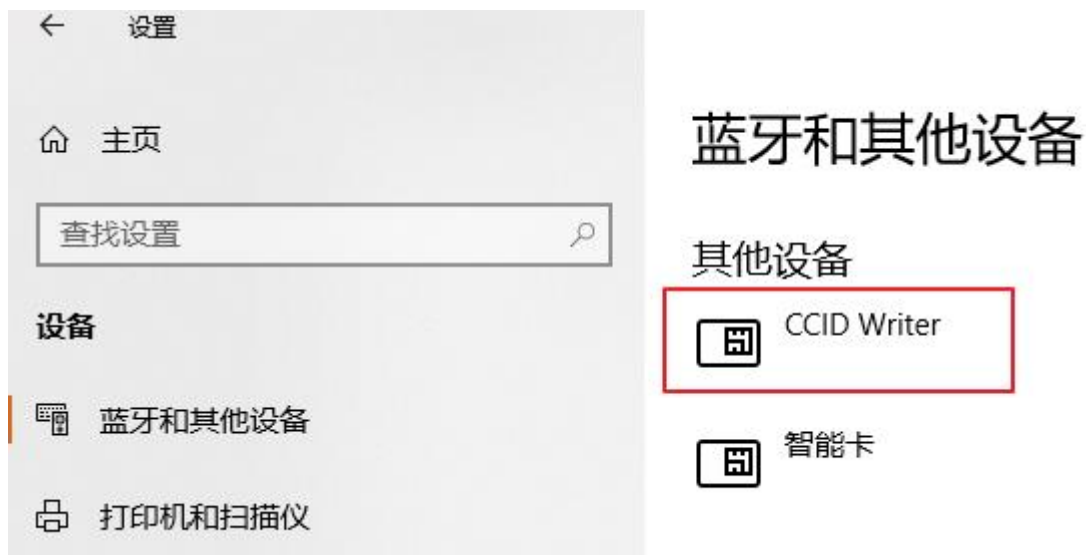 设置
主页
查找设置
设备
蓝牙和其他设备
打印机和扫描仪
蓝牙和其他设备
其他设备
CCID Writer
智能卡